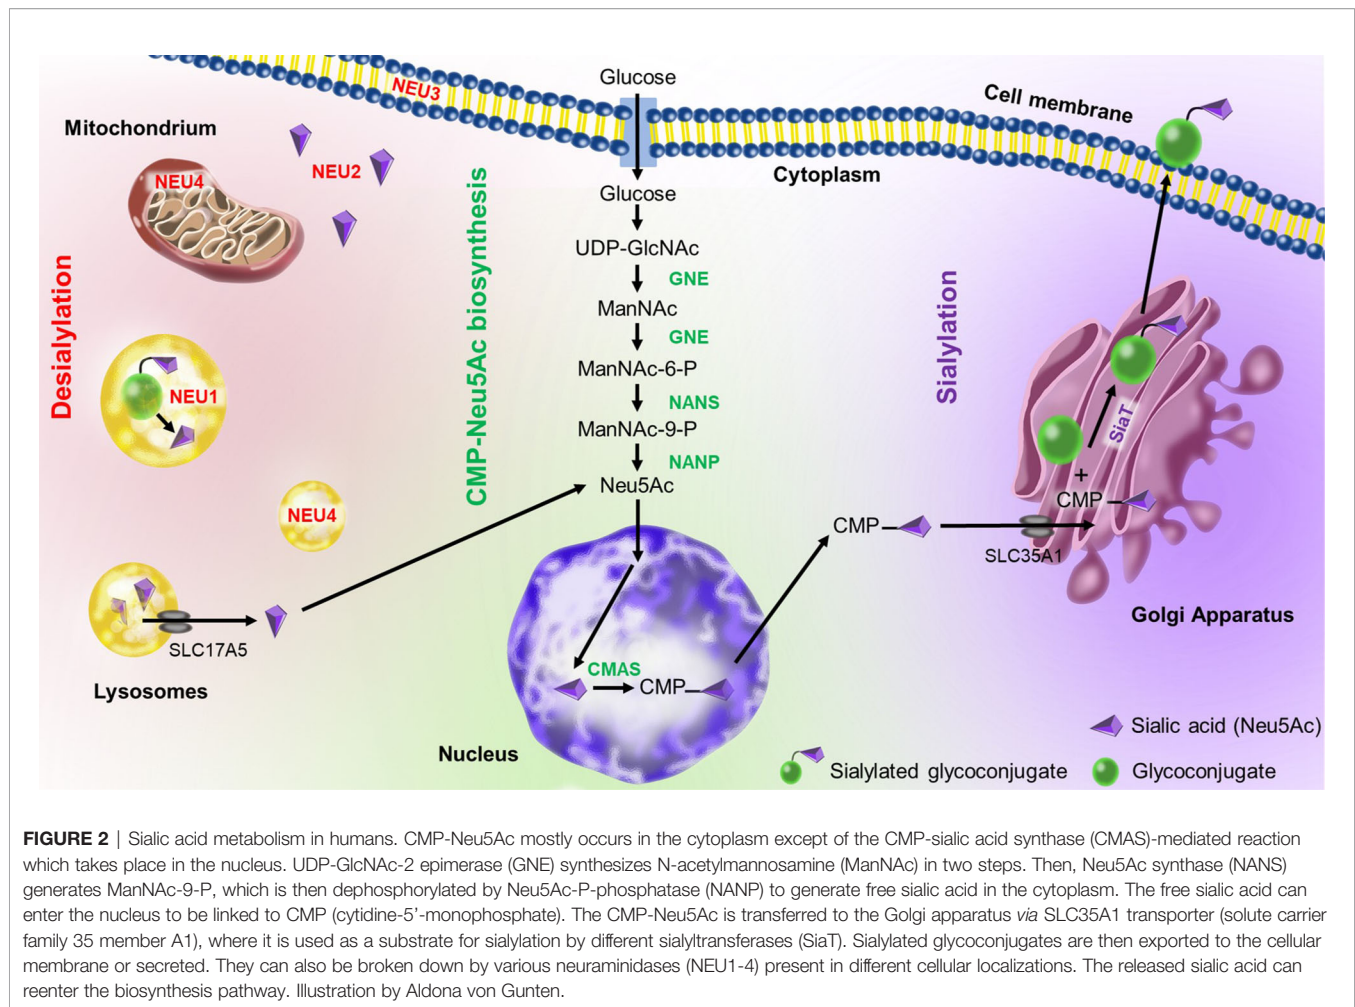 Glucose
NEU3
Cell membrane
Mitochondrium
NEU2
NEU4
Cytoplasm
Glucose
UDP-GlcNAc
GNE
ManNAc
GNE
ManNAc-6-P
NANS
ManNAc-9-P
NANP
Neu5Ac
Desialylation
CMP-Neu5Ac biosynthesis
Sialylation
NEU1
NEU4
SiaT
+
CMP
CMP
SLC35A1
Golgi Apparatus
SLC17A5
Lysosomes
CMAS
CMP
Nucleus
Sialic acid (Neu5Ac)
Sialylated glycoconjugate
Glycoconjugate
FIGURE 2 | Sialic acid metabolism in humans. CMP-Neu5Ac mostly occurs in the cytoplasm except of the CMP-sialic acid synthase (CMAS)-mediated reaction
which takes place in the nucleus. UDP-GlcNAc-2 epimerase (GNE) synthesizes N-acetylmannosamine (ManNAc) in two steps. Then, Neu5Ac synthase (NANS)
generates ManNAc-9-P, which is then dephosphorylated by Neu5Ac-P-phosphatase (NANP) to generate free sialic acid in the cytoplasm. The free sialic acid can
enter the nucleus to be linked to CMP (cytidine-5’-monophosphate). The CMP-Neu5Ac is transferred to the Golgi apparatus via SLC35A1 transporter (solute carrier
family 35 member A1), where it is used as a substrate for sialylation by different sialyltransferases (SiaT). Sialylated glycoconjugates are then exported to the cellular
membrane or secreted. They can also be broken down by various neuraminidases (NEU1-4) present in different cellular localizations. The released sialic acid can
reenter the biosynthesis pathway. Illustration by Aldona von Gunten.